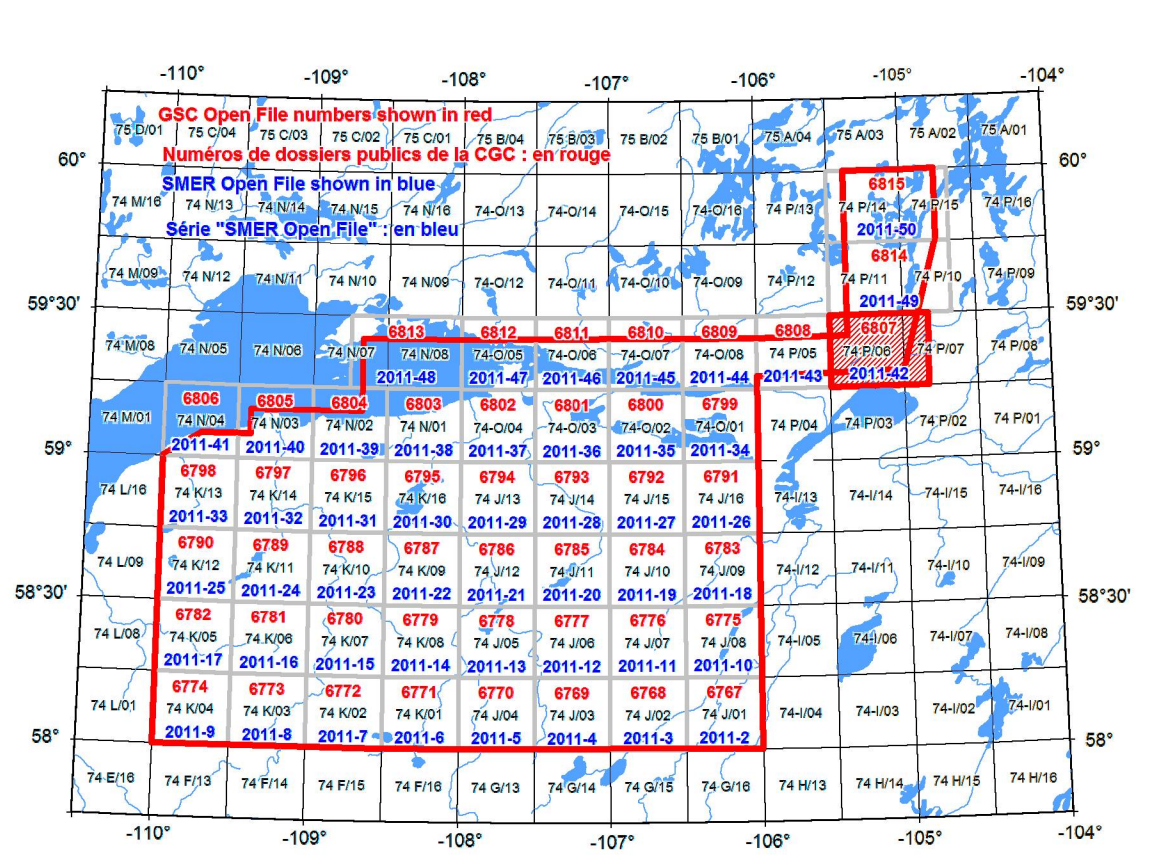 -110° -109° -108° -107° -106° -105° -104°
GSC Open File numbers shown in red
75 D/01 75 C/04 75 C/03 75 C/02 75 C/01 75 B/04 75 B/03 75 B/02 75 B/01 75 A/04 75 A/03 75 A/02 75 A/01
Numéros de dossiers publics de la CGC : en rouge
60° 60°
SMER Open File shown in blue
6815
74 M/16 74 N/13 74 N/14 74 N/15 74 N/16 74-O/13 74-O/14 74-O/15 74-O/16 74 P/13 74 P/14 74 P/15 74 P/16
Série "SMER Open File" : en bleu
2011-50
6814
74 M/09 74 N/12 74 N/11 74 N/10 74 N/09 74-O/12 74-O/11 74-O/10 74-O/09 74 P/12 74 P/11 74 P/10 74 P/09
2011-49
59°30' 59°30'
6813 6812 6811 6810 6809 6808 6807
74 M/08 74 N/05 74 N/06 74 N/07 74 N/08 74-O/05 74-O/06 74-O/07 74-O/08 74 P/05 74 P/06 74 P/07 74 P/08
2011-48 2011-47 2011-46 2011-45 2011-44 2011-43 2011-42
6806 6805 6804 6803 6802 6801 6800 6799
74 M/01 74 N/04 74 N/03 74 N/02 74 N/01 74-O/04 74-O/03 74-O/02 74-O/01 74 P/04 74 P/03 74 P/02 74 P/01
2011-41 2011-40 2011-39 2011-38 2011-37 2011-36 2011-35 2011-34
59° 59°
6798 6797 6796 6795 6794 6793 6792 6791
74 L/16 74 K/13 74 K/14 74 K/15 74 K/16 74 J/13 74 J/14 74 J/15 74 J/16 74-I/13 74-I/14 74-I/15 74-I/16
2011-33 2011-32 2011-31 2011-30 2011-29 2011-28 2011-27 2011-26
6790 6789 6788 6787 6786 6785 6784 6783
74 L/09 74 K/12 74 K/11 74 K/10 74 K/09 74 J/12 74 J/11 74 J/10 74 J/09 74-I/12 74-I/11 74-I/10 74-I/09
2011-25 2011-24 2011-23 2011-22 2011-21 2011-20 2011-19 2011-18
58°30' 58°30'
6782 6781 6780 6779 6778 6777 6776 6775
74 L/08 74 K/05 74 K/06 74 K/07 74 K/08 74 J/05 74 J/06 74 J/07 74 J/08 74-I/05 74-I/06 74-I/07 74-I/08
2011-17 2011-16 2011-15 2011-14 2011-13 2011-12 2011-11 2011-10
6774 6773 6772 6771 6770 6769 6768 6767
74 L/01 74 K/04 74 K/03 74 K/02 74 K/01 74 J/04 74 J/03 74 J/02 74 J/01 74-I/04 74-I/03 74-I/02 74-I/01
2011-9 2011-8 2011-7 2011-6 2011-5 2011-4 2011-3 2011-2
58° 58°
74 E/16 74 F/13 74 F/14 74 F/15 74 F/16 74 G/13 74 G/14 74 G/15 74 G/16 74 H/13 74 H/14 74 H/15 74 H/16
-110° -109° -108° -107° -106° -105° -104°